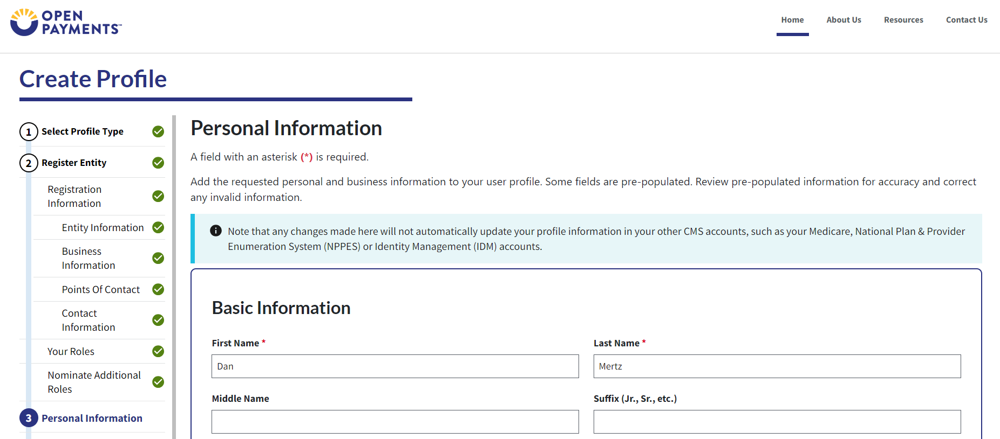 OPEN
PAYMENTS™
Home About Us Resources Contact Us
Create Profile
1 Select Profile Type
2 Register Entity
Registration
Information
Entity Information
Business
Information
Points Of Contact
Contact
Information
Your Roles
Nominate Additional
Roles
3 Personal Information
Personal Information
A field with an asterisk (*) is required.
Add the requested personal and business information to your user profile. Some fields are pre-populated. Review pre-populated information for accuracy and correct
any invalid information.
Note that any changes made here will not automatically update your profile information in your other CMS accounts, such as your Medicare, National Plan & Provider
Enumeration System (NPPES) or Identity Management (IDM) accounts.
Basic Information
First Name * Last Name *
Dan Mertz
Middle Name Suffix (Jr., Sr., etc.)